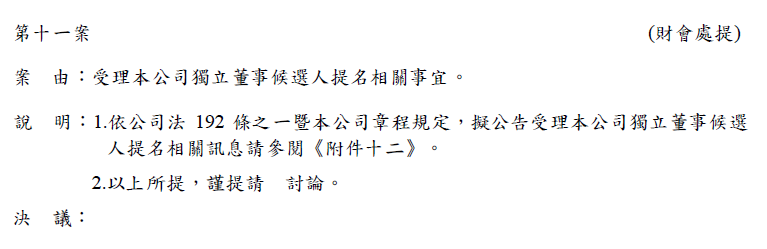 第十一案 (財會處提)
案　由：受理本公司獨立董事候選人提名相關事宜。
說　明：1.依公司法 192 條之一暨本公司章程規定，擬公告受理本公司獨立董事候選
人提名相關訊息請參閱《附件十二》。
2.以上所提，謹提請　討論。
決　議：